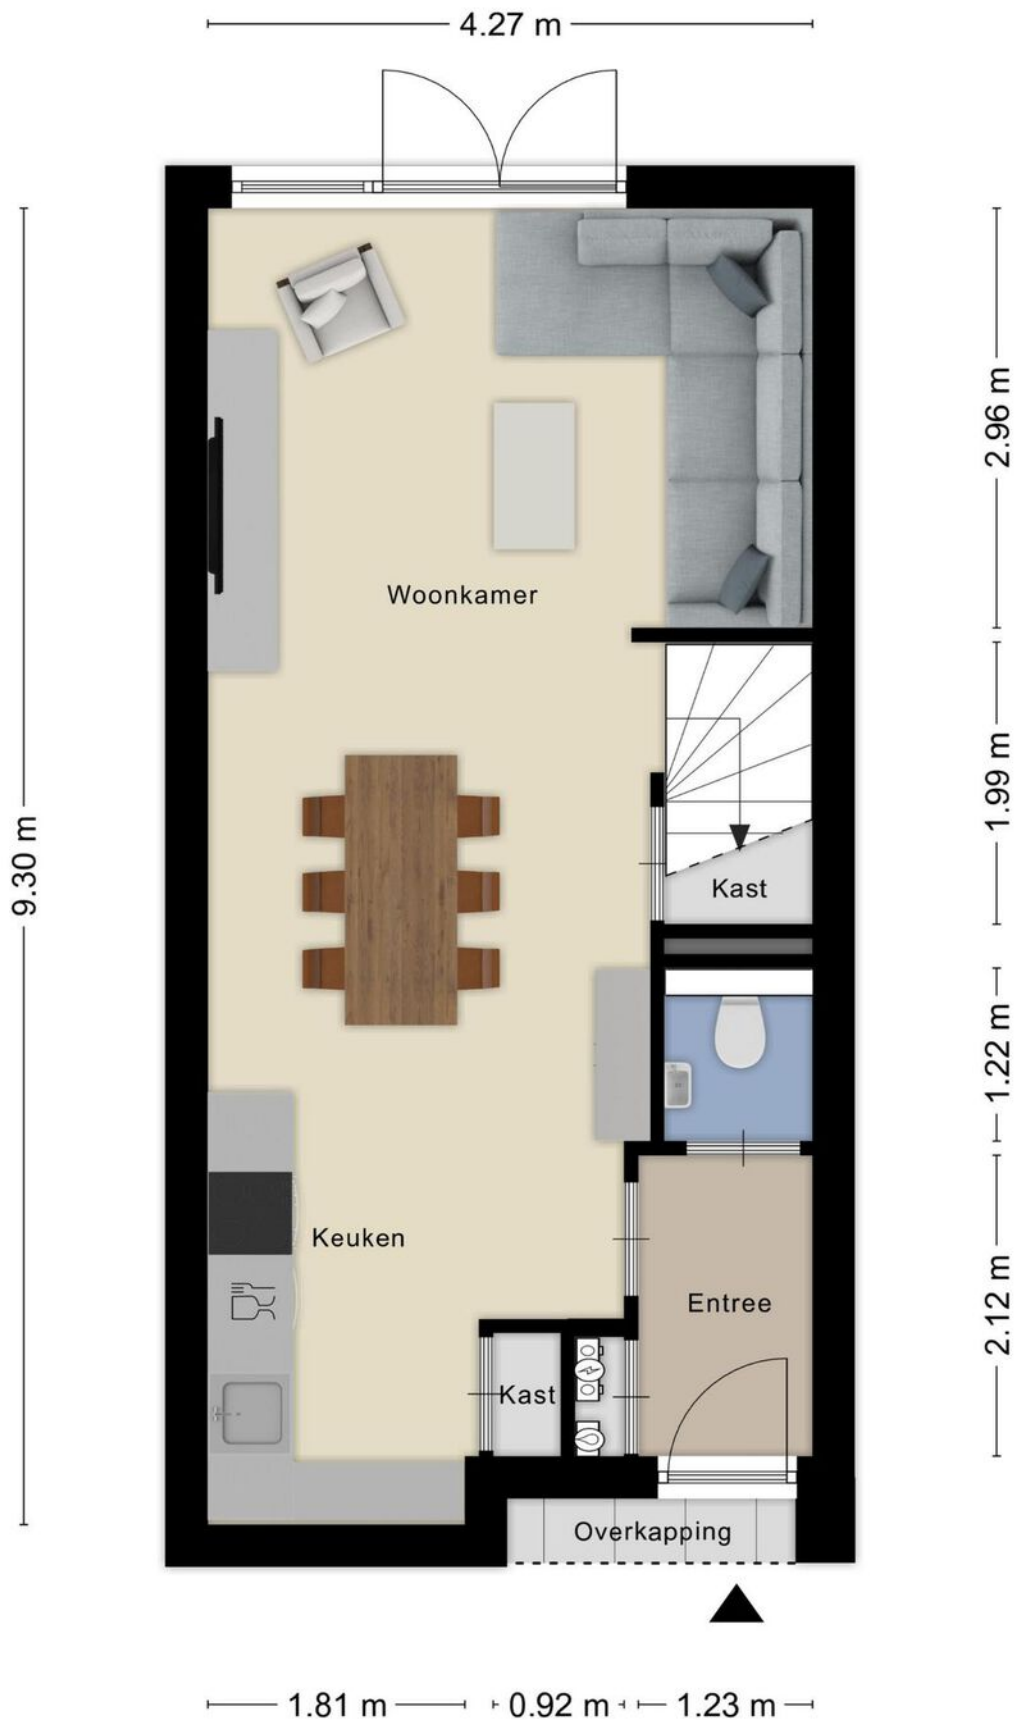 4.27 m
2.96 m
Woonkamer
1.99 m
9.30 m
Kast
1.22 m
Keuken
Entree
2.12 m
Kast
Overkapping
1.81 m
0.92 m
1.23 m